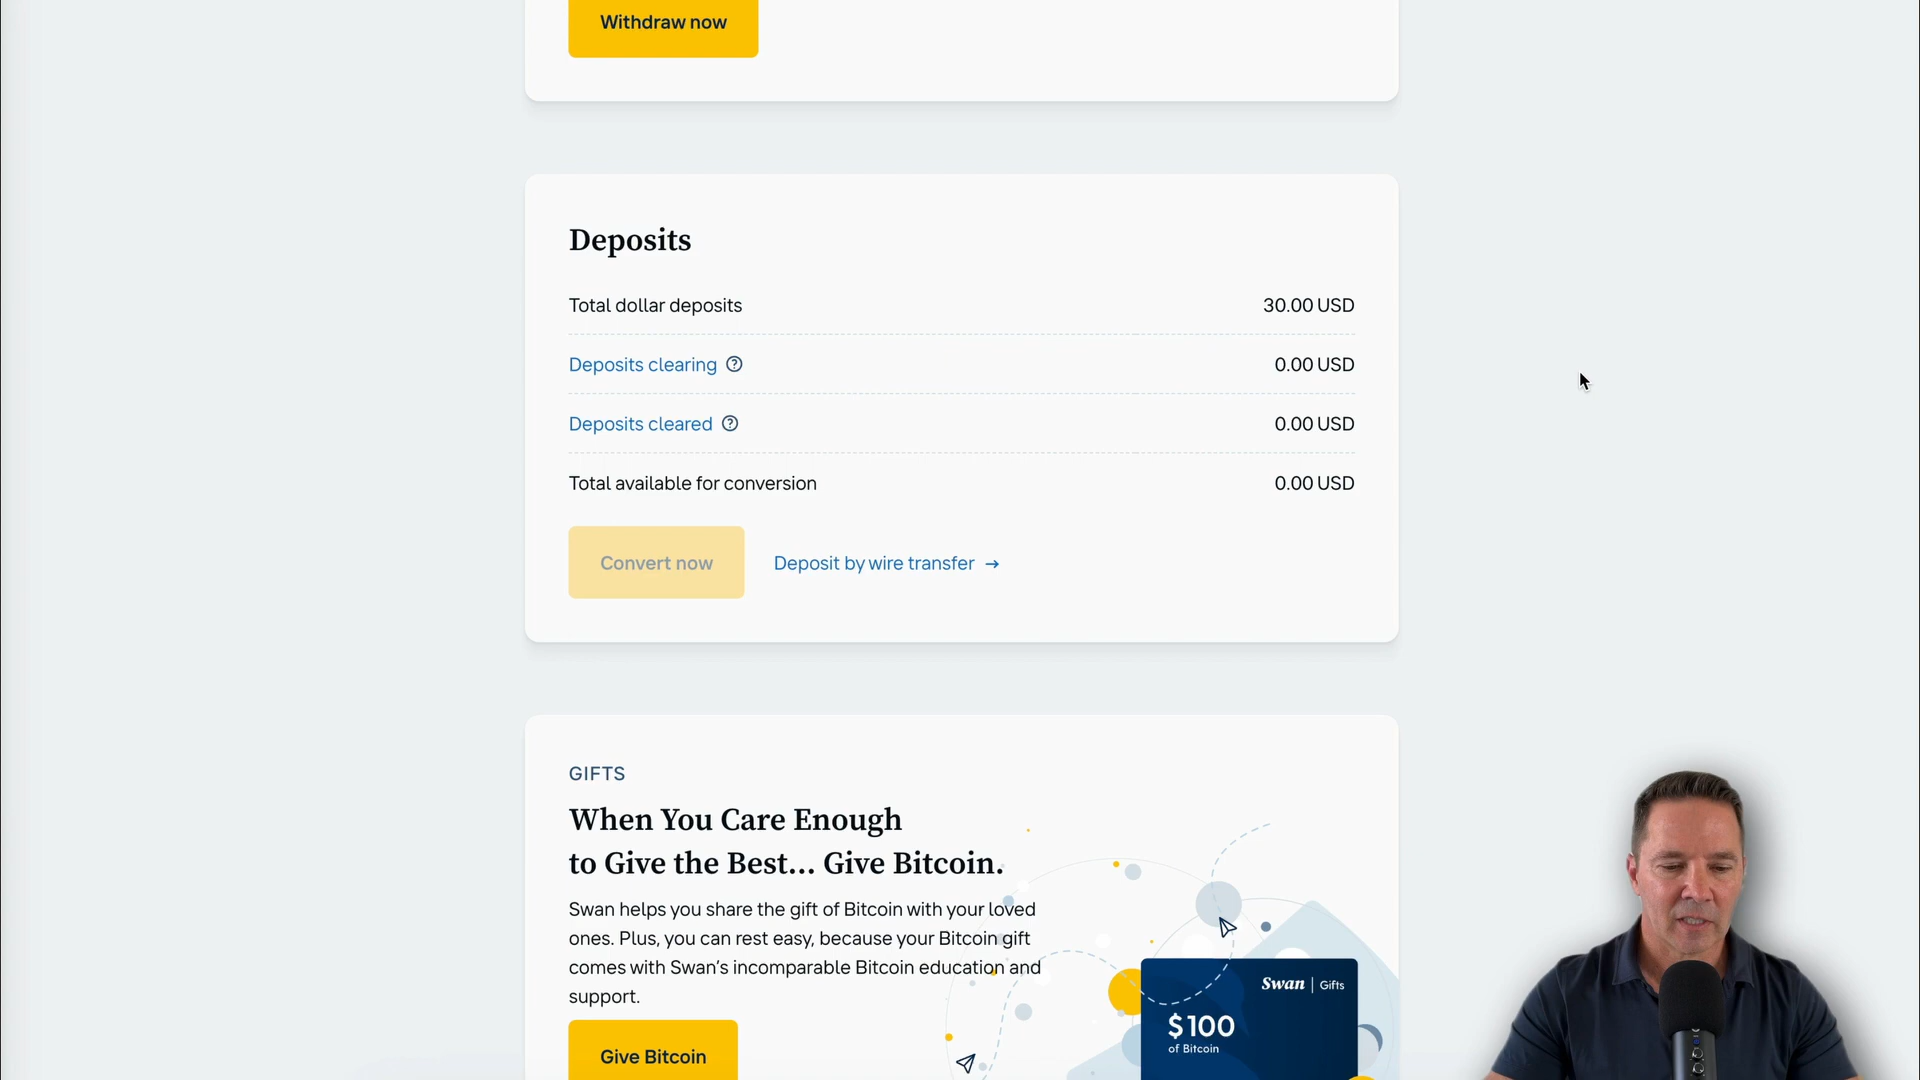 Withdraw now
Deposits
Total dollar deposits 30.00 USD
Deposits clearing 0.00 USD
Deposits cleared 0.00 USD
Total available for conversion 0.00 USD
Convert now Deposit by wire transfer →
GIFTS
When You Care Enough
to Give the Best... Give Bitcoin.
Swan helps you share the gift of Bitcoin with your loved
ones. Plus, you can rest easy, because your Bitcoin gift
comes with Swan’s incomparable Bitcoin education and
support.
Give Bitcoin
Swan | Gifts
$100
of Bitcoin